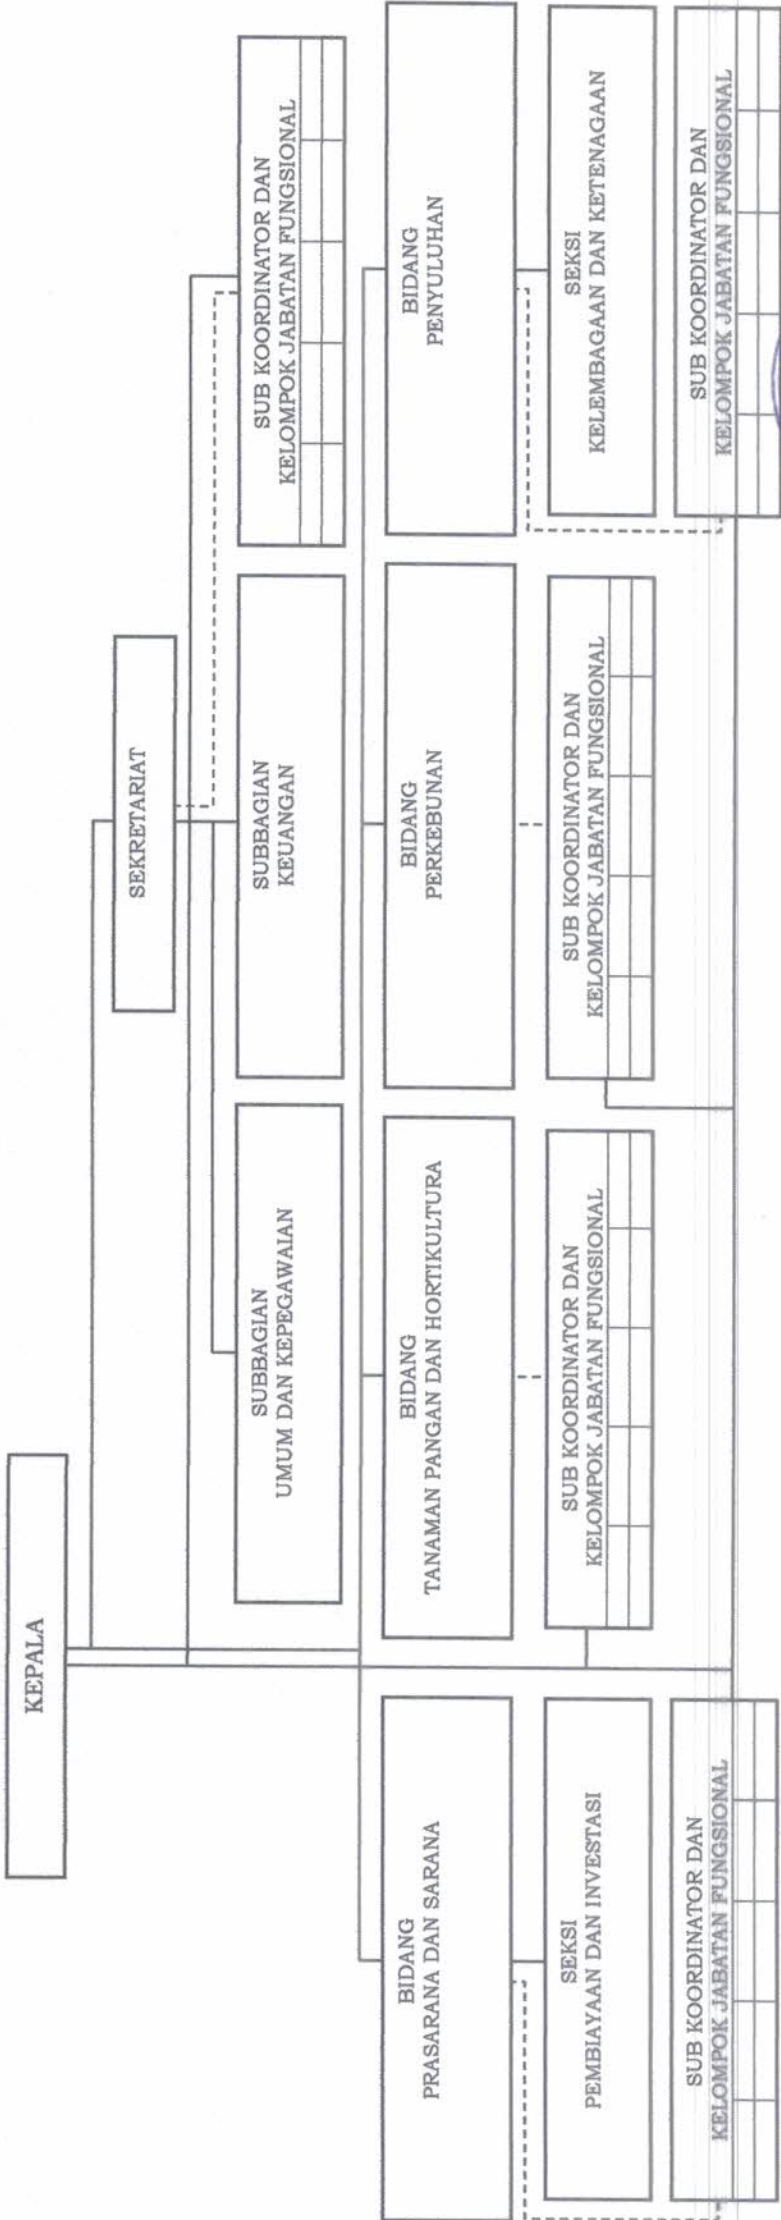 KEPALA
SEKRETARIAT
SUBBAGIAN
UMUM DAN KEPEGAWAIAN
SUBBAGIAN
KEUANGAN
SUB KOORDINATOR DAN
KELOMPOK JABATAN FUNGSIONAL
BIDANG
PRASARANA DAN SARANA
BIDANG
TANAMAN PANGAN DAN HORTIKULTURA
BIDANG
PERKEBUNAN
BIDANG
PENYULUHAN
SEKSI
PEMBIAYAAN DAN INVESTASI
SUB KOORDINATOR DAN
KELOMPOK JABATAN FUNGSIONAL
SUB KOORDINATOR DAN
KELOMPOK JABATAN FUNGSIONAL
SEKSI
KELEMBAGAAN DAN KETENAGAAN
SUB KOORDINATOR DAN
KELOMPOK JABATAN FUNGSIONAL
SUB KOORDINATOR DAN
KELOMPOK JABATAN FUNGSIONAL